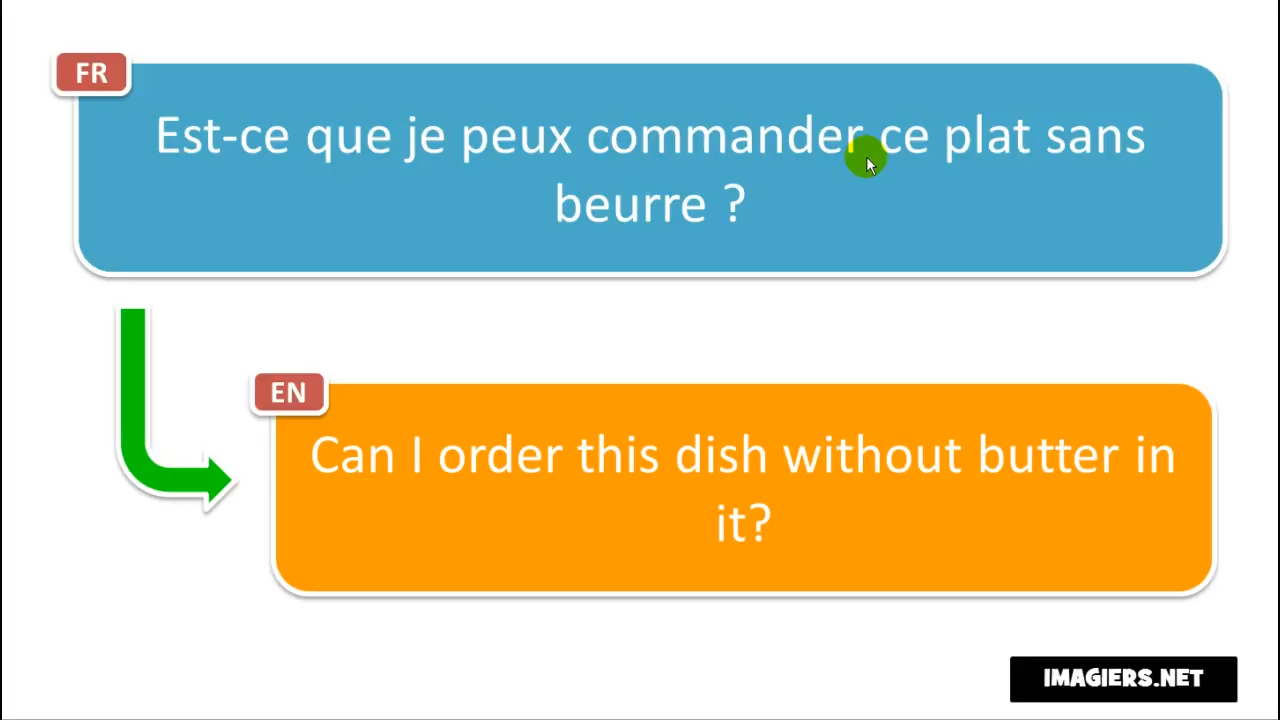 FR
Est-ce que je peux commander ce plat sans
beurre ?
EN
Can I order this dish without butter in
it?
IMAGIERS.NET